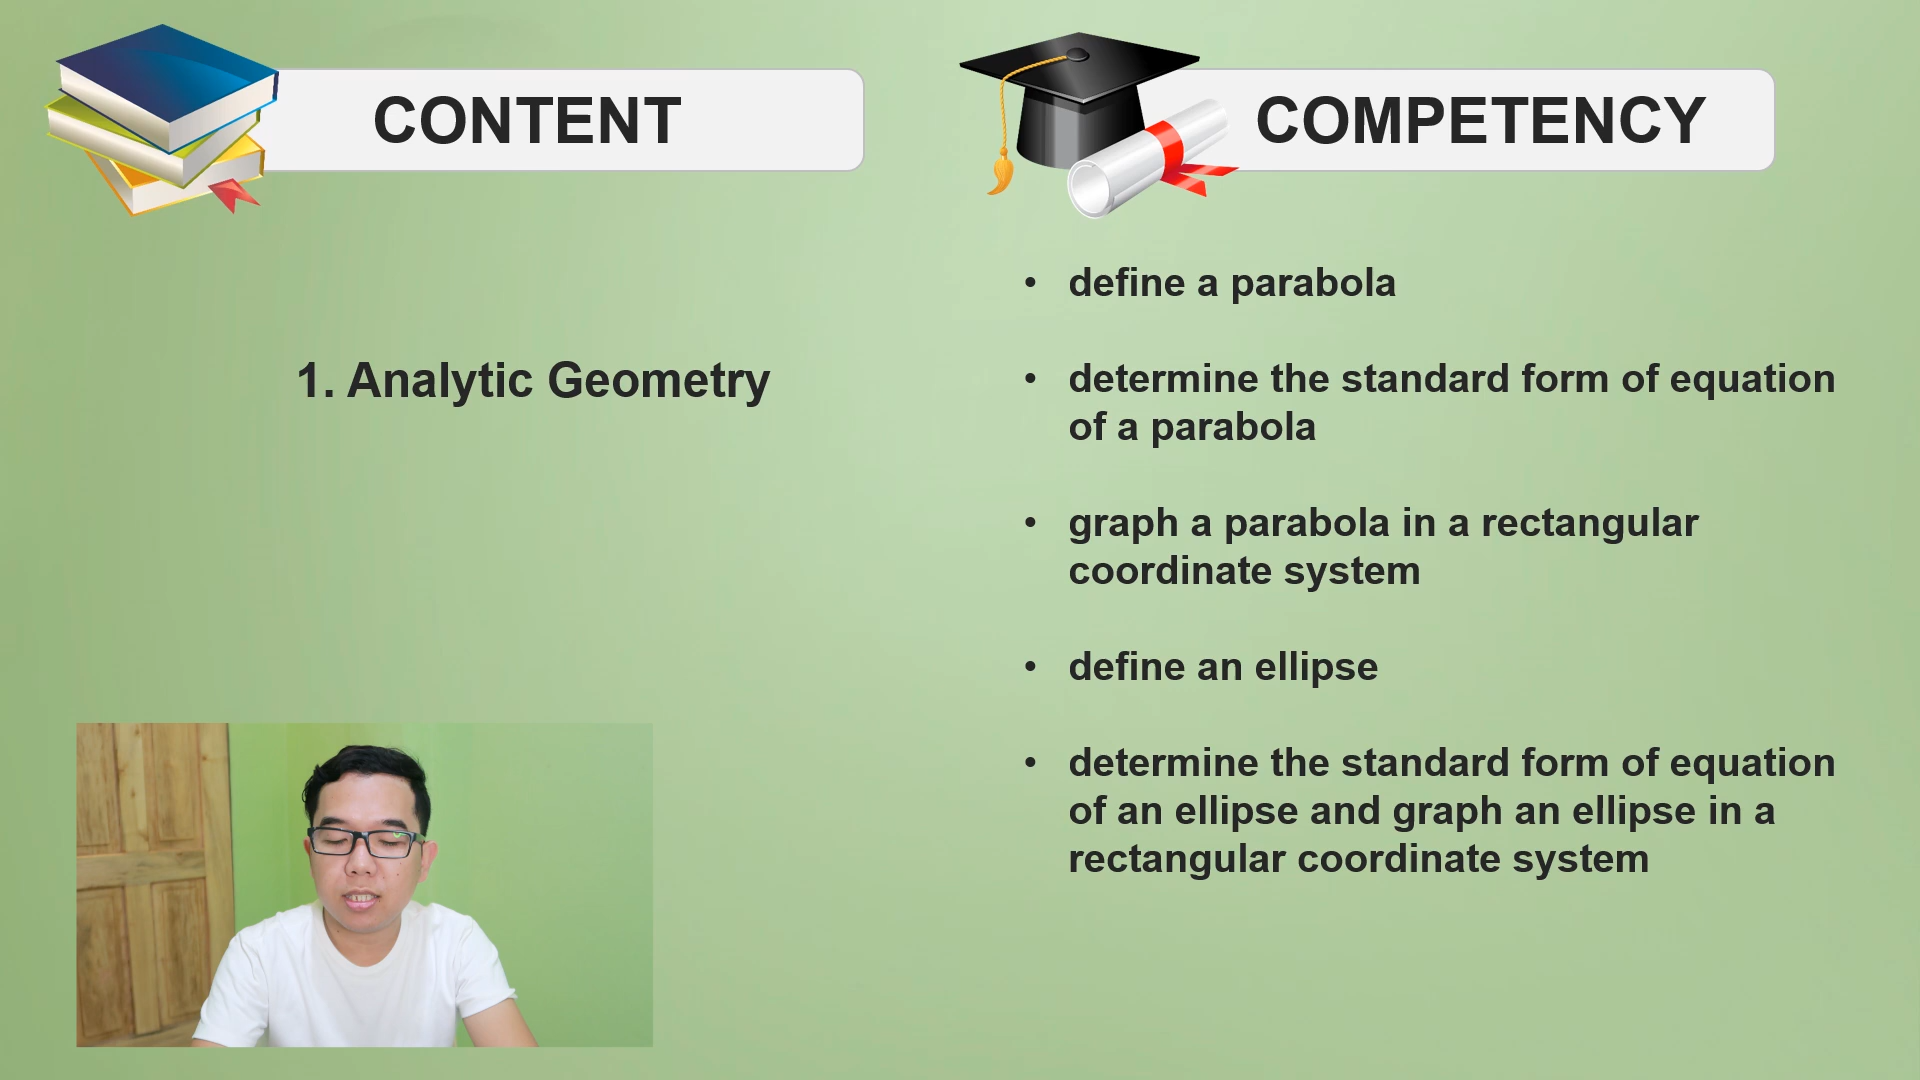 CONTENT
COMPETENCY
1. Analytic Geometry
• define a parabola
• determine the standard form of equation
of a parabola
• graph a parabola in a rectangular
coordinate system
• define an ellipse
• determine the standard form of equation
of an ellipse and graph an ellipse in a
rectangular coordinate system